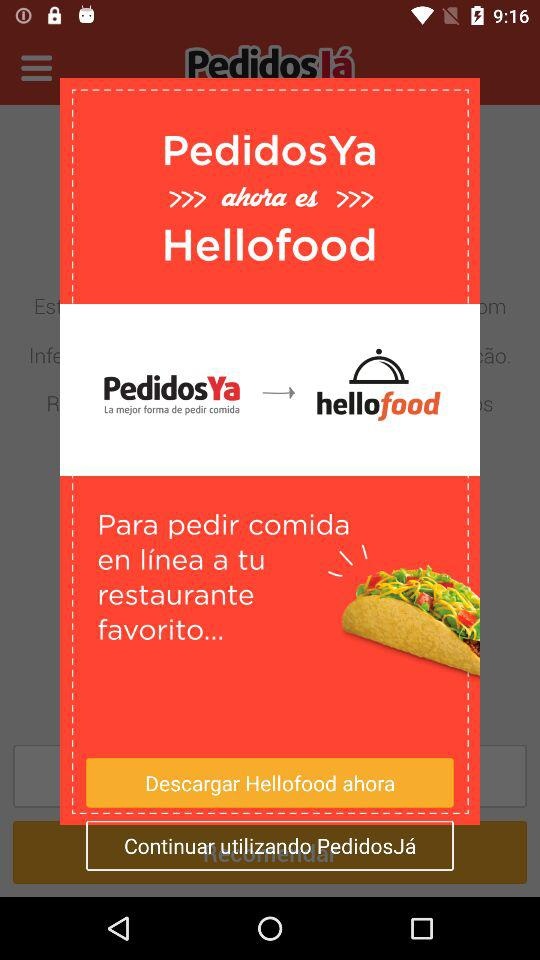 9:16
PedidosJá
PedidosYa
>>> ahora es >>>
Hellofood
PedidosYa
La mejor forma de pedir comida
hellofood
Para pedir comida
en línea a tu
restaurante
favorito...
Descargar Hellofood ahora
Continuar utilizando PedidosJá
Recomendar